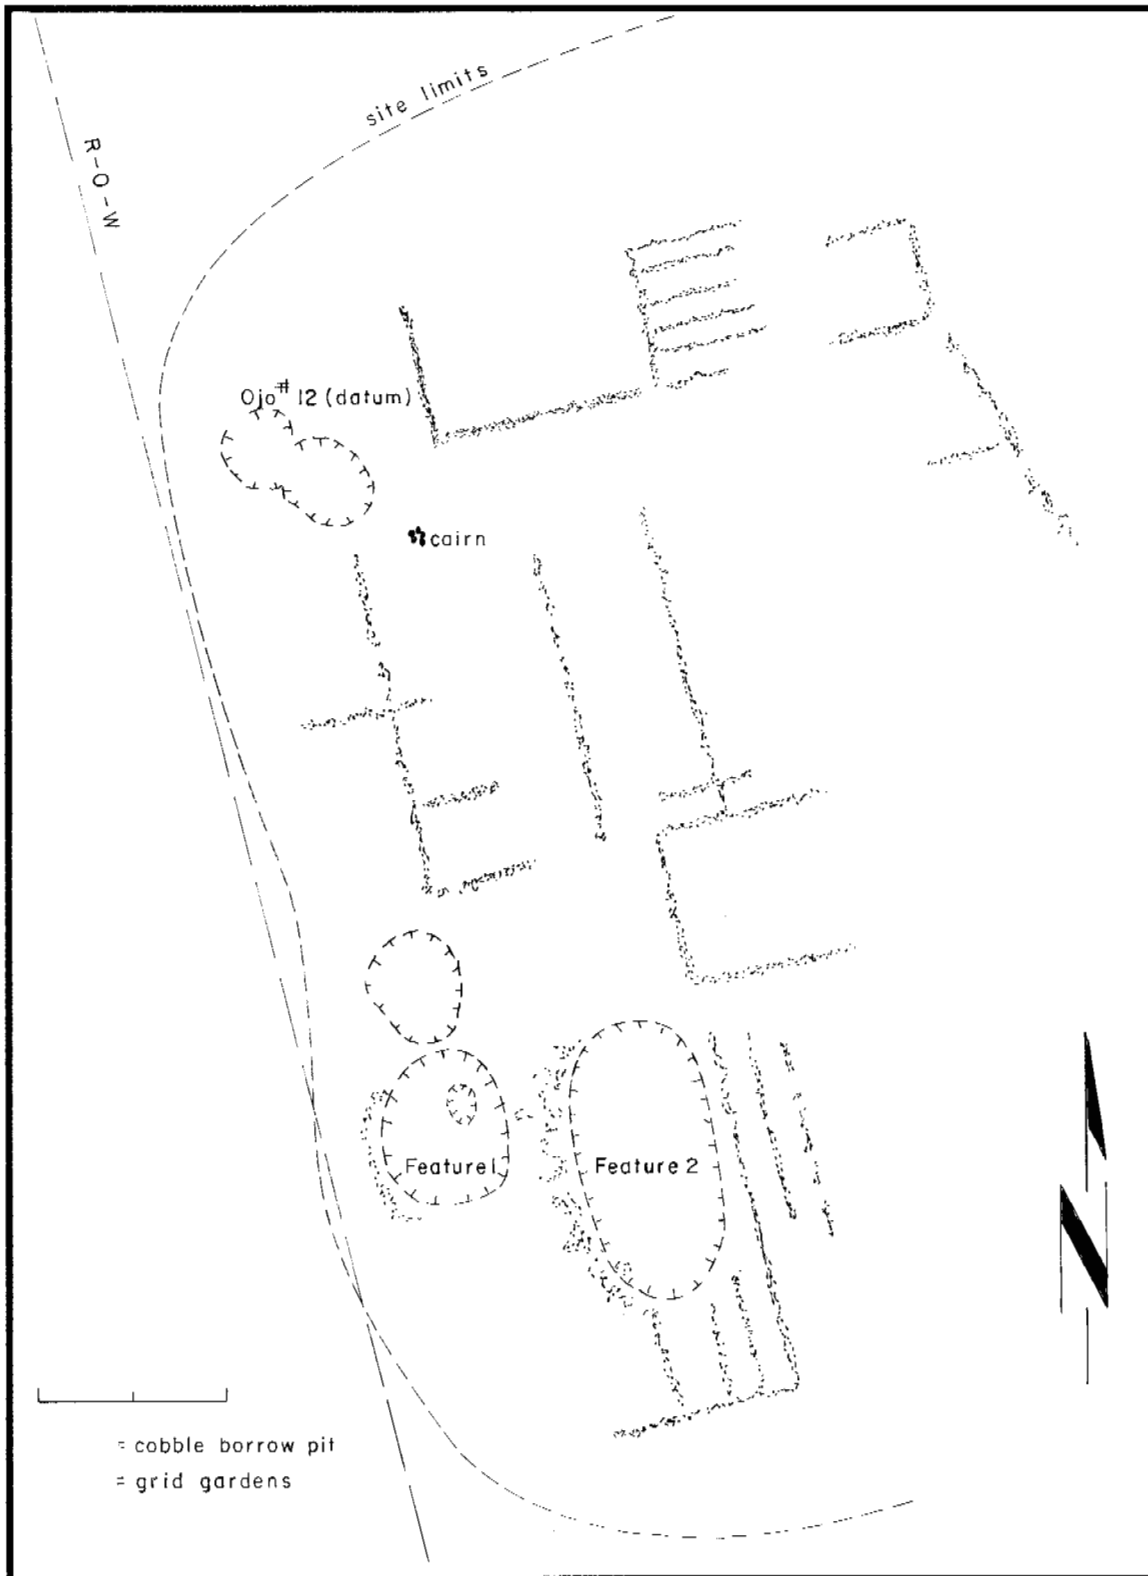 site limits
R-O-W
Ojo# 12 (datum)
cairn
Feature 1
Feature 2
N
= cobble borrow pit
= grid gardens